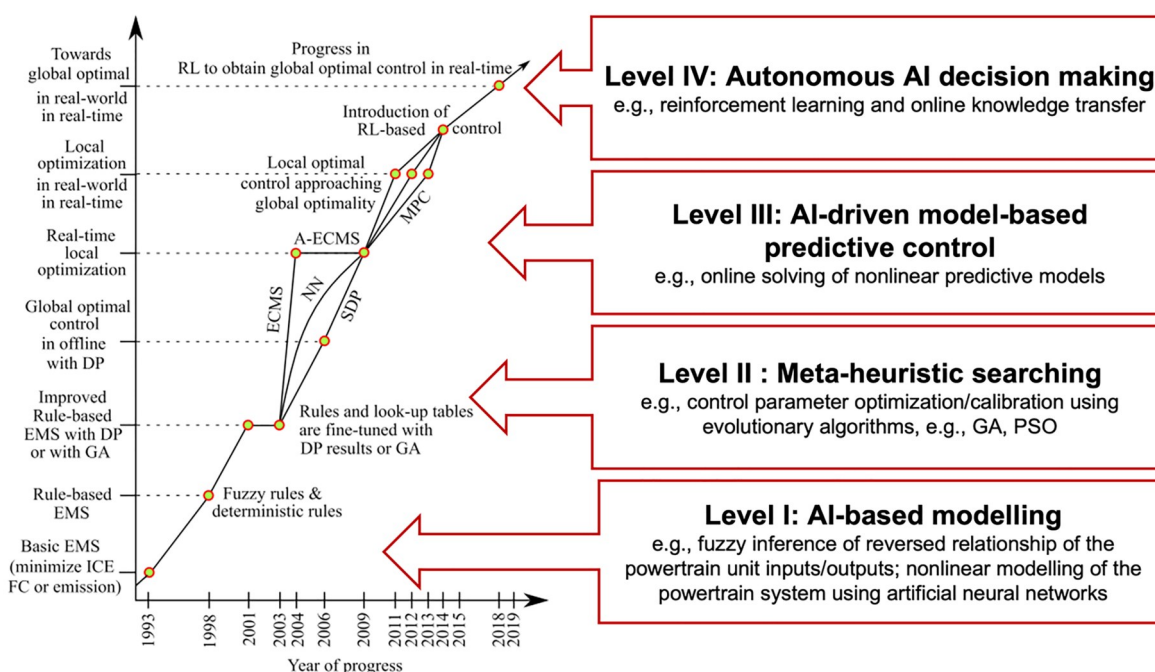 Towards
global optimal
in real-world
in real-time
Local
optimization
in real-world
in real-time
Real-time
local
optimization
Global optimal
control
in offline
with DP
Improved
Rule-based
EMS with DP
or with GA
Rule-based
EMS
Basic EMS
(minimize ICE
FC or emission)
Progress in
RL to obtain global optimal control in real-time
Introduction of
RL-based control
Local optimal
control approaching
global optimality
MPC
A-ECMS
ECMS
NN
SDP
Rules and look-up tables
are fine-tuned with
DP results or GA
Fuzzy rules &
deterministic rules
1993
1998
2001
2003
2004
2006
2009
2011
2012
2013
2014
2015
2018
2019
Year of progress
Level IV: Autonomous AI decision making
e.g., reinforcement learning and online knowledge transfer
Level III: AI-driven model-based
predictive control
e.g., online solving of nonlinear predictive models
Level II : Meta-heuristic searching
e.g., control parameter optimization/calibration using
evolutionary algorithms, e.g., GA, PSO
Level I: AI-based modelling
e.g., fuzzy inference of reversed relationship of the
powertrain unit inputs/outputs; nonlinear modelling of the
powertrain system using artificial neural networks